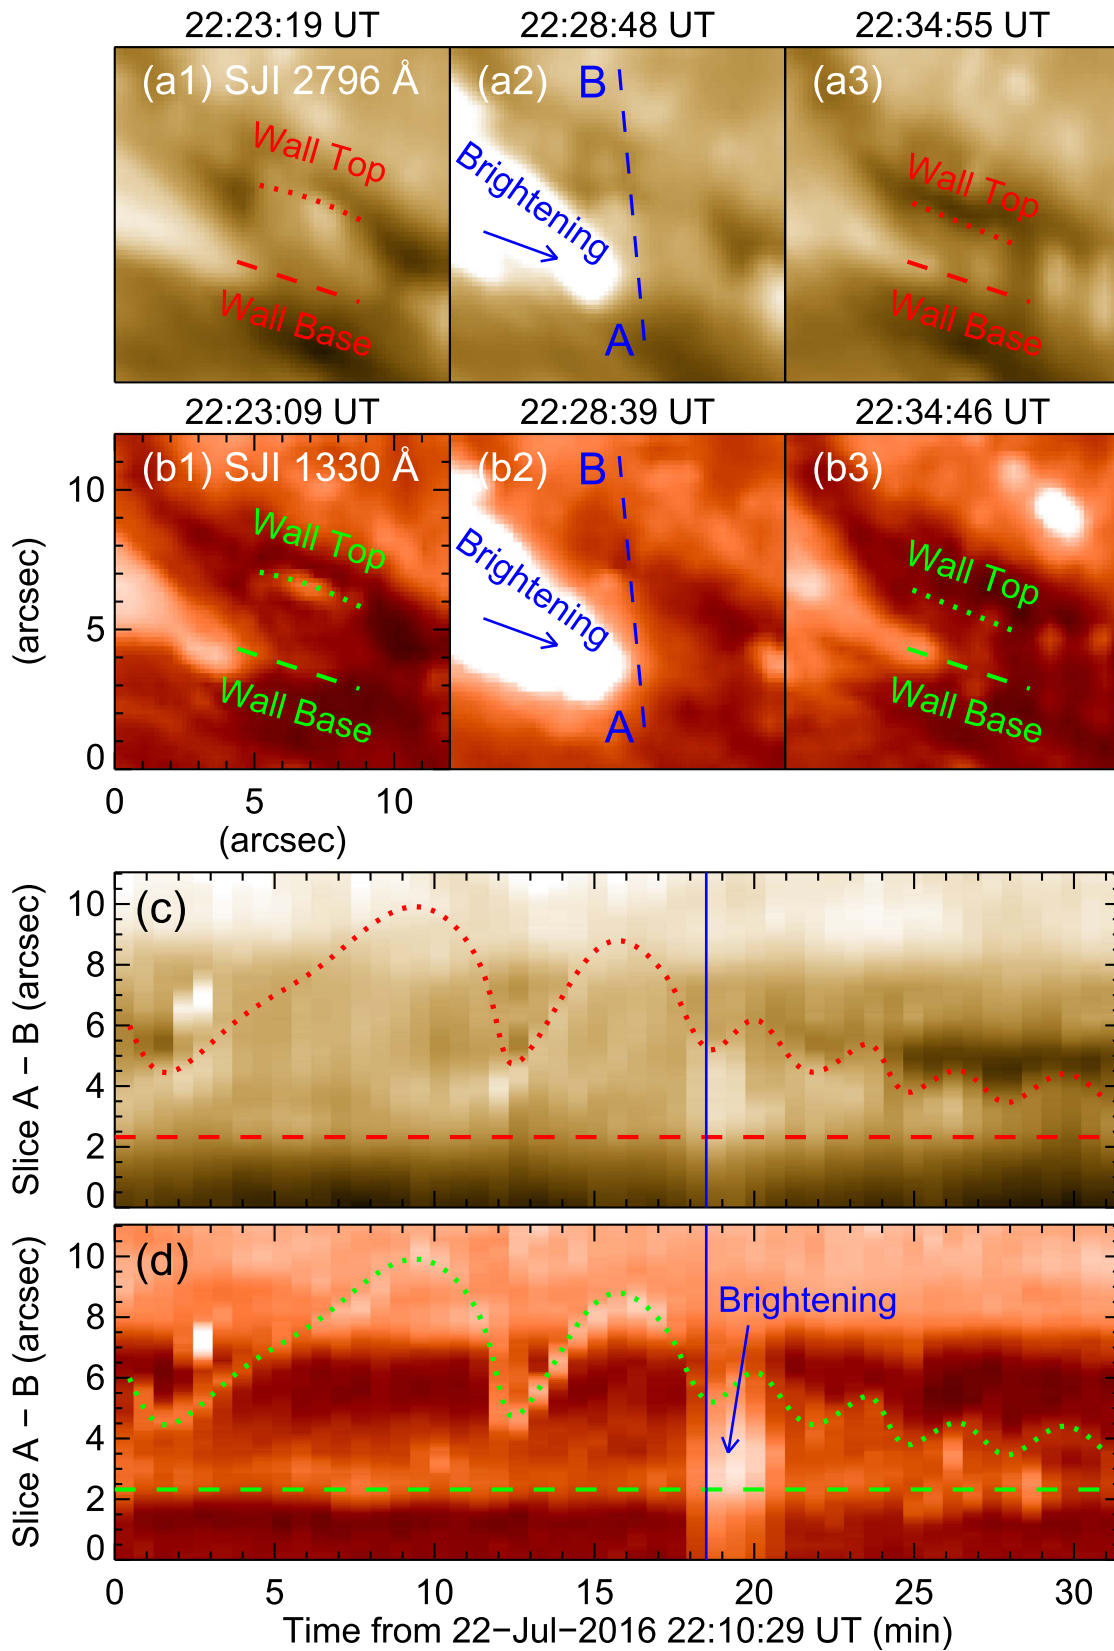 22:23:19 UT
22:28:48 UT
22:34:55 UT
(a1) SJI 2796 Å
(a2)
(a3)
Wall Top
Wall Base
B
Brightening
A
Wall Top
Wall Base
22:23:09 UT
22:28:39 UT
22:34:46 UT
(b1) SJI 1330 Å
(b2)
(b3)
Wall Top
Wall Base
B
Brightening
A
Wall Top
Wall Base
10
5
0
(arcsec)
0
5
10
(arcsec)
(c)
10
8
6
4
2
0
Slice A − B (arcsec)
(d)
Brightening
10
8
6
4
2
0
Slice A − B (arcsec)
0
5
10
15
20
25
30
Time from 22−Jul−2016 22:10:29 UT (min)